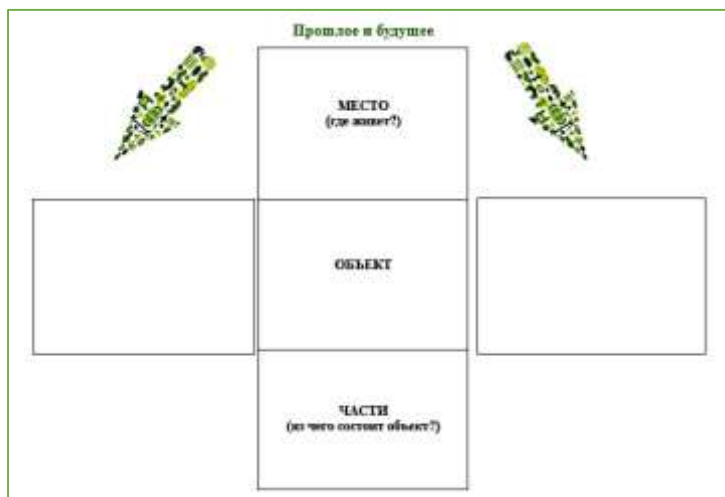 Прошлое и будущее
МЕСТО
(где живет?)
ОБЪЕКТ
ЧАСТИ
(из чего состоит объект?)